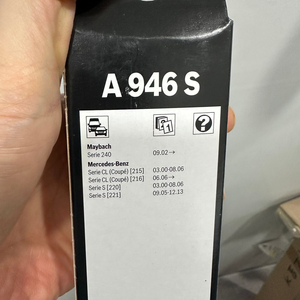 A 946 S
Maybach
Serie 240 09.02→
Mercedes-Benz
Serie CL (Coupé) [215] 03.00-08.06
Serie CL (Coupé) [216] 06.06→
Serie S [220] 03.00-08.06
Serie S [221] 09.05-12.13